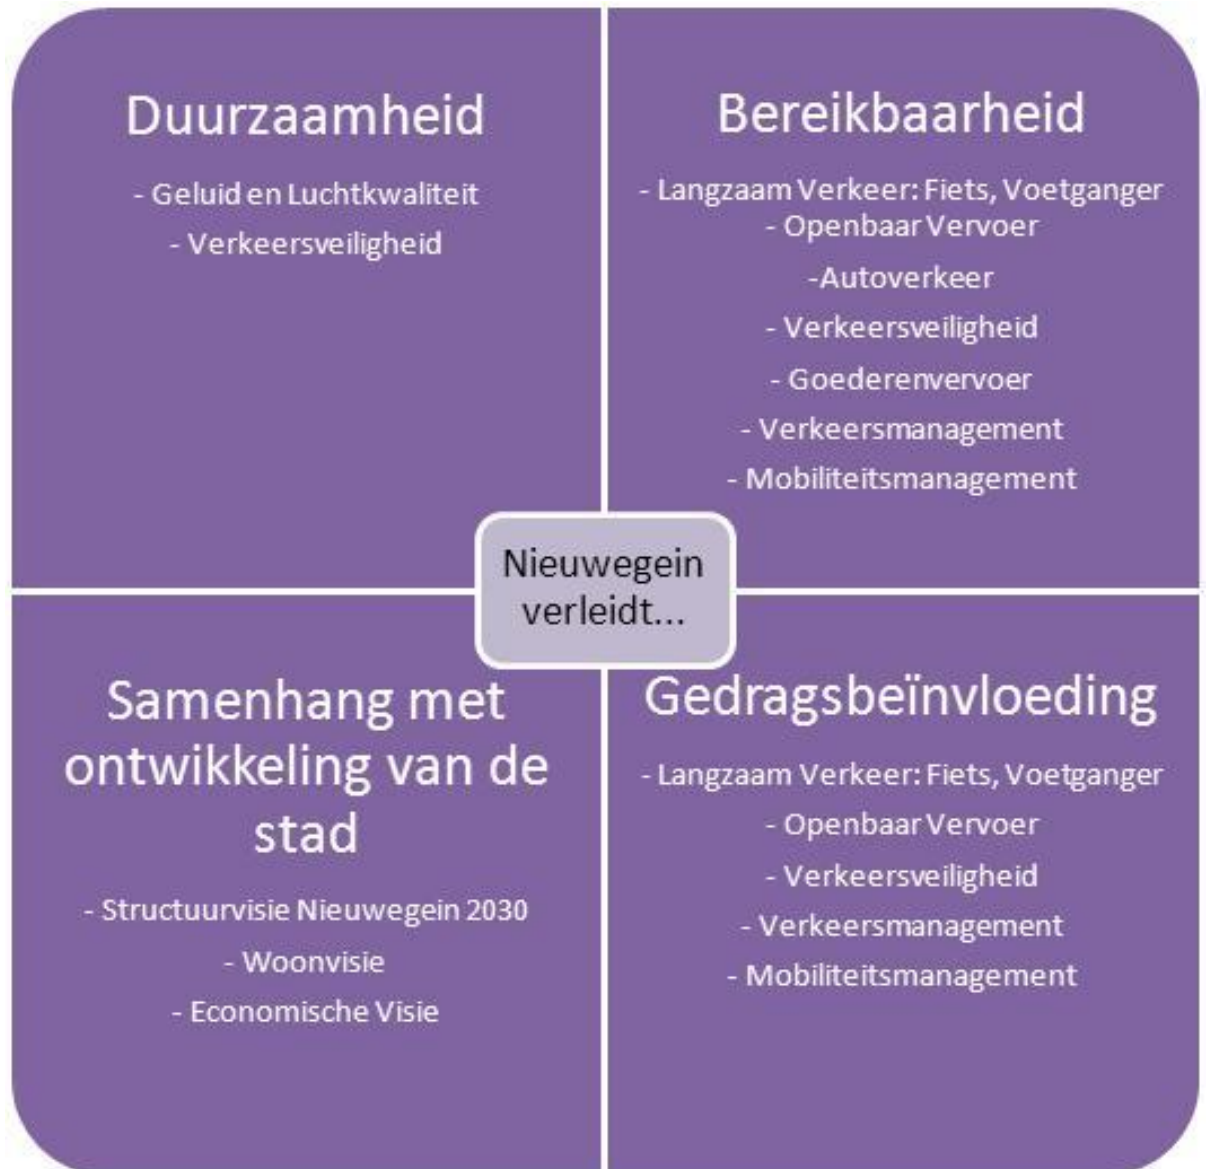 Duurzaamheid
- Geluid en Luchtkwaliteit
- Verkeersveiligheid
Bereikbaarheid
- Langzaam Verkeer: Fiets, Voetganger
- Openbaar Vervoer
-Autoverkeer
- Verkeersveiligheid
- Goederenvervoer
- Verkeersmanagement
- Mobiliteitsmanagement
Nieuwegein
verleidt...
Samenhang met
ontwikkeling van de
stad
- Structuurvisie Nieuwegein 2030
- Woonvisie
- Economische Visie
Gedragsbeïnvloeding
- Langzaam Verkeer: Fiets, Voetganger
- Openbaar Vervoer
- Verkeersveiligheid
- Verkeersmanagement
- Mobiliteitsmanagement